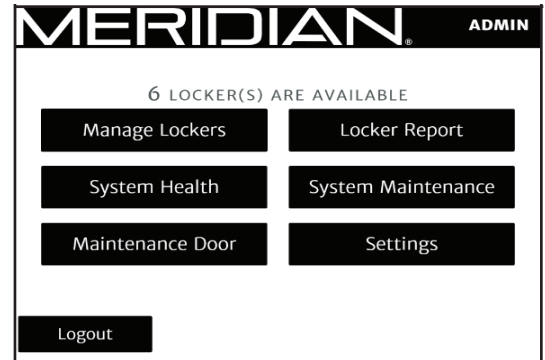 MERIDIAN® ADMIN
6 LOCKER(S) ARE AVAILABLE
Manage Lockers Locker Report
System Health System Maintenance
Maintenance Door Settings
Logout